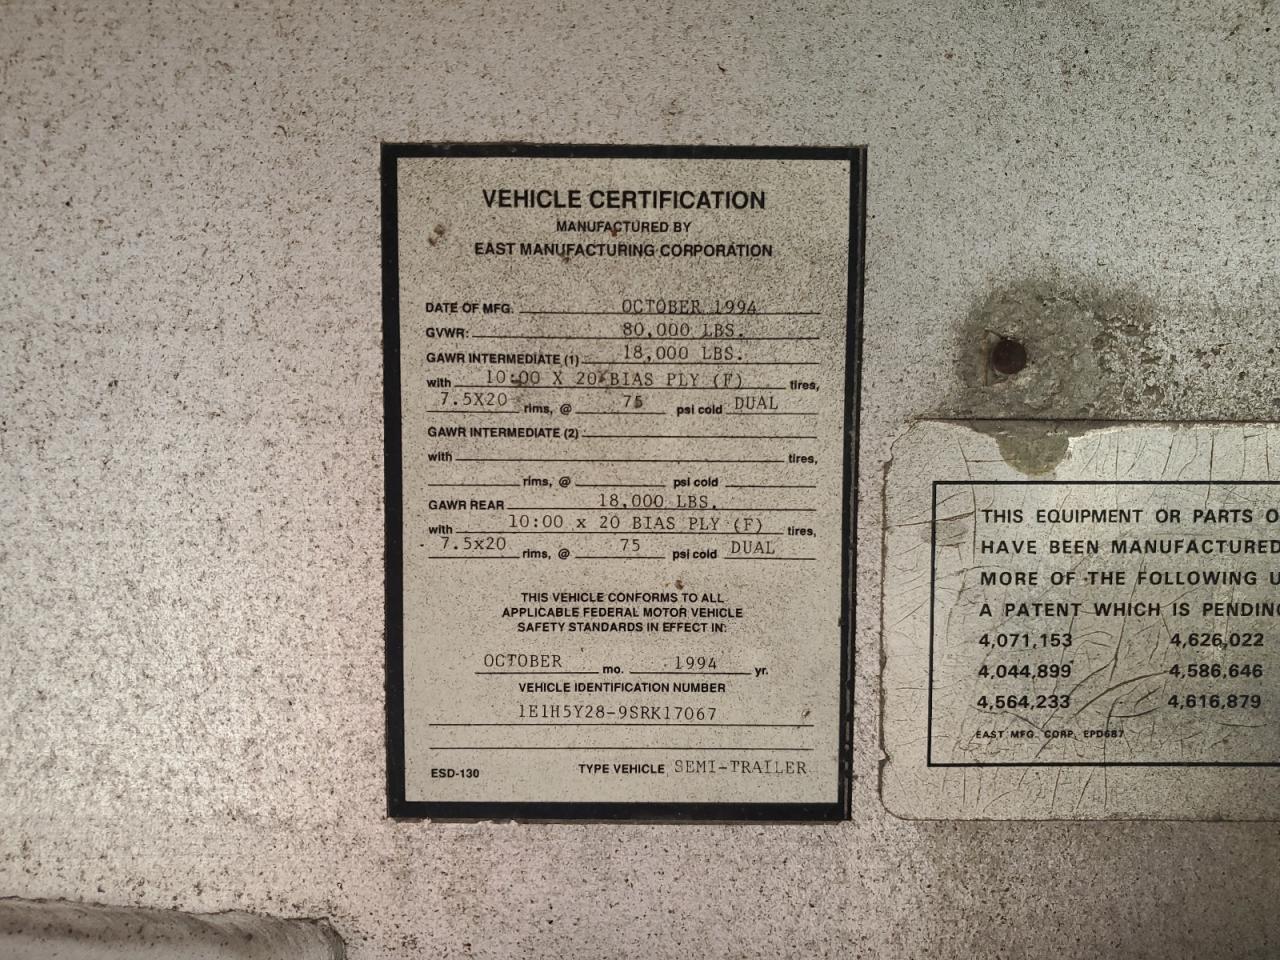 VEHICLE CERTIFICATION
MANUFACTURED BY
EAST MANUFACTURING CORPORATION
DATE OF MFG. OCTOBER 1994
GVWR: 80,000 LBS.
GAWR INTERMEDIATE (1) 18,000 LBS.
with 10:00 X 20 BIAS PLY (F) tires,
7.5X20 rims, @ 75 psi cold DUAL
GAWR INTERMEDIATE (2)
with tires,
rims, @ psi cold
GAWR REAR 18,000 LBS.
with 10:00 x 20 BIAS PLY (F) tires,
7.5x20 rims, @ 75 psi cold DUAL
THIS VEHICLE CONFORMS TO ALL
APPLICABLE FEDERAL MOTOR VEHICLE
SAFETY STANDARDS IN EFFECT IN:
OCTOBER mo. 1994 yr.
VEHICLE IDENTIFICATION NUMBER
1E1H5Y28-9SRK17067
ESD-130 TYPE VEHICLE SEMI-TRAILER
THIS EQUIPMENT OR PARTS O
HAVE BEEN MANUFACTURED
MORE OF THE FOLLOWING U
A PATENT WHICH IS PENDING
4,071,153 4,626,022
4,044,899 4,586,646
4,564,233 4,616,879
EAST MFG. CORP. EPD687